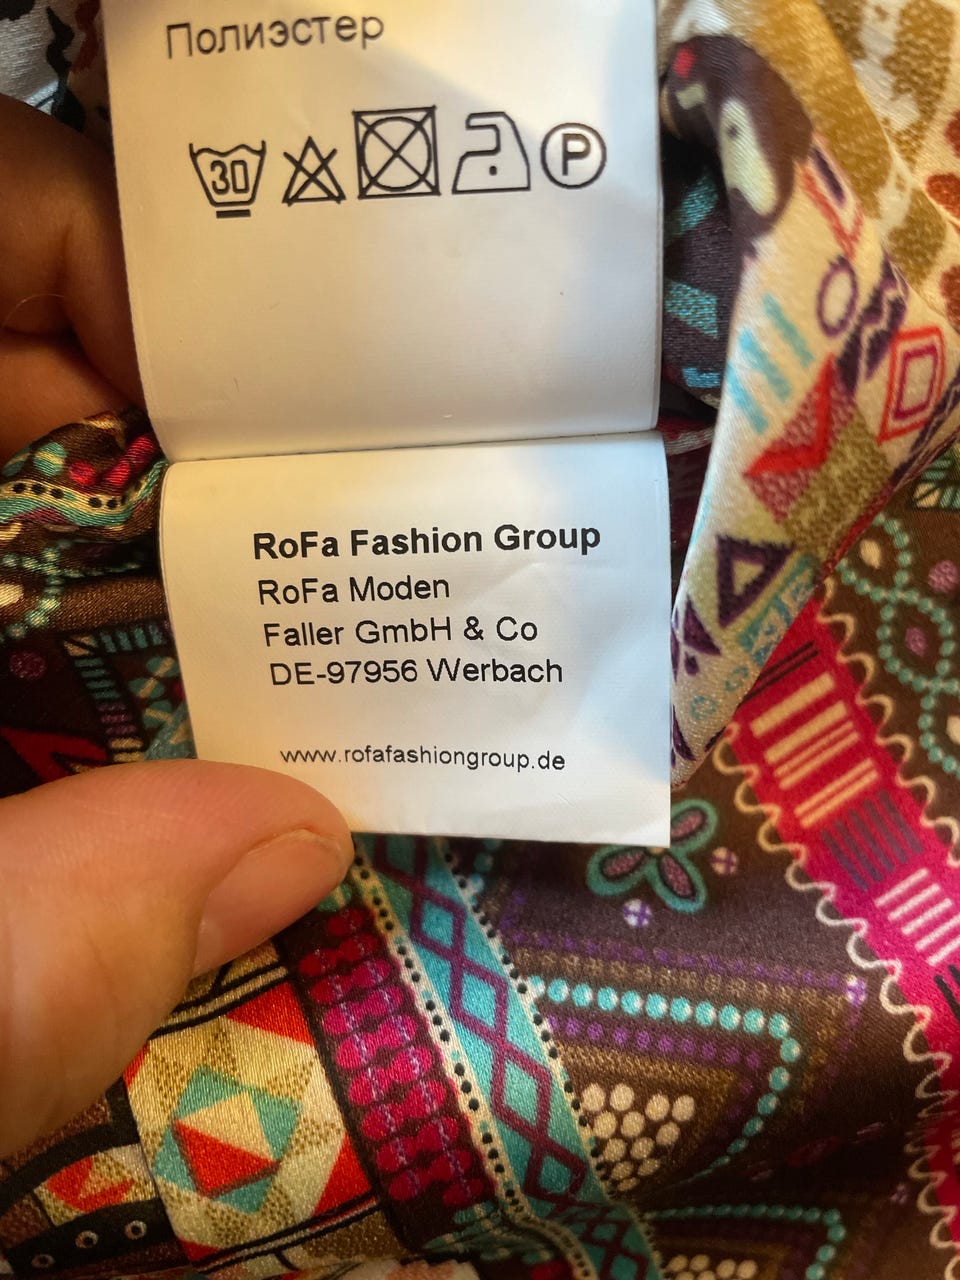 Полиэстер
30 P
RoFa Fashion Group
RoFa Moden
Faller GmbH & Co
DE-97956 Werbach
www.rofafashiongroup.de